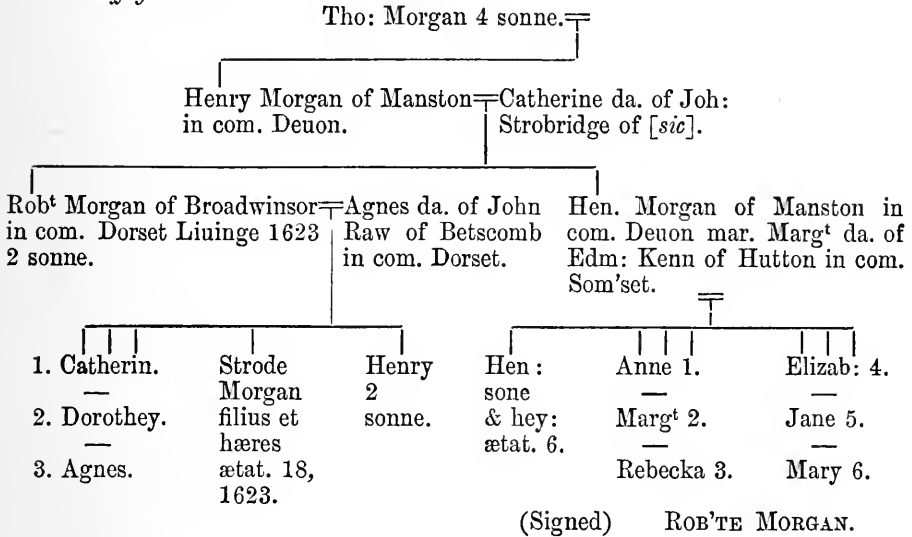 Tho: Morgan 4 sonne.
Henry Morgan of Manston
in com. Deuon.
Catherine da. of Joh:
Strobridge of [sic].
Robᵗ Morgan of Broadwinsor
in com. Dorset Liuinge 1623
2 sonne.
Agnes da. of John
Raw of Betscomb
in com. Dorset.
Hen. Morgan of Manston in
com. Deuon mar. Margᵗ da. of
Edm: Kenn of Hutton in com.
Som'set.
1. Catherin.
—
2. Dorothey.
—
3. Agnes.
Strode
Morgan
filius et
hæres
ætat. 18,
1623.
Henry
2
sonne.
Hen:
sone
& hey:
ætat. 6.
Anne 1.
—
Margᵗ 2.
—
Rebecka 3.
Elizab: 4.
—
Jane 5.
—
Mary 6.
(Signed) ROB'TE MORGAN.